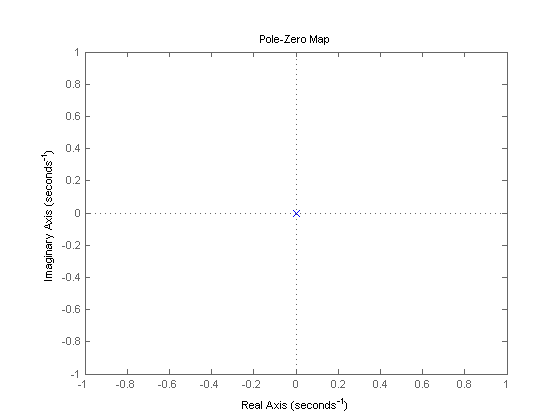 Pole-Zero Map
1
0.8
0.6
0.4
0.2
0
-0.2
-0.4
-0.6
-0.8
-1
Imaginary Axis (seconds⁻¹)
-1 -0.8 -0.6 -0.4 -0.2 0 0.2 0.4 0.6 0.8 1
Real Axis (seconds⁻¹)